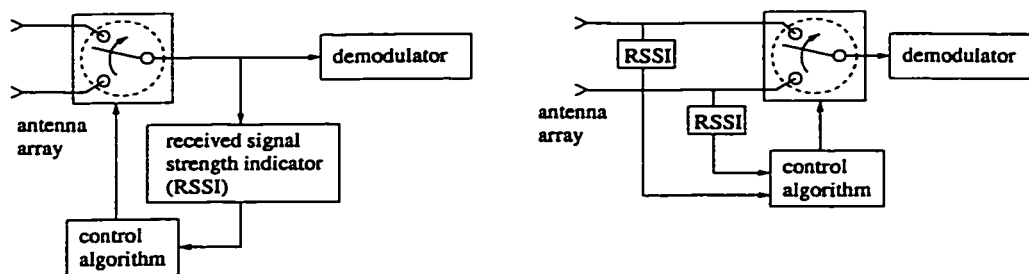 demodulator
antenna
array
received signal
strength indicator
(RSSI)
control
algorithm
RSSI
demodulator
antenna
array
RSSI
control
algorithm